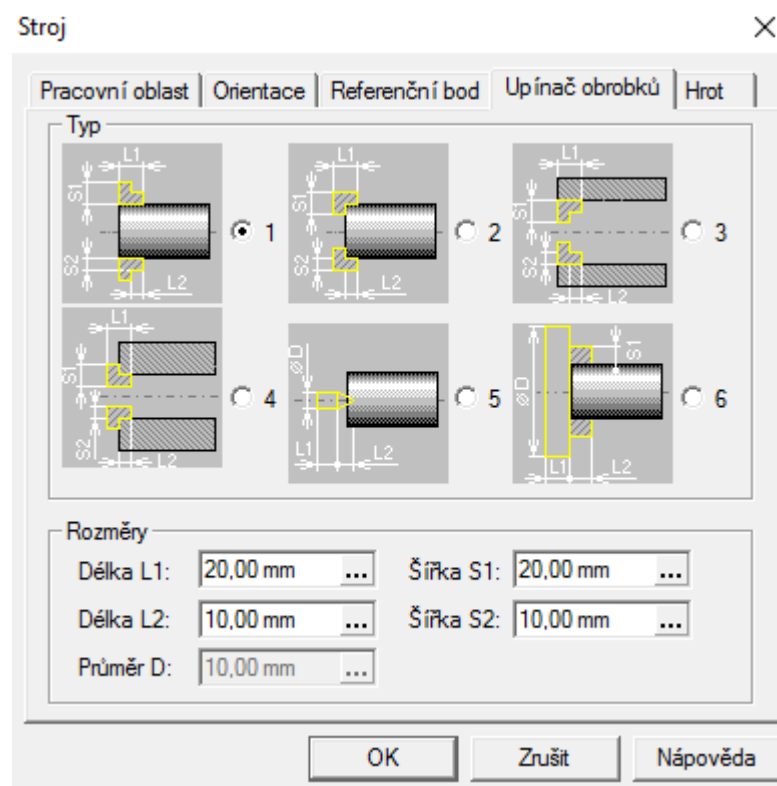 Stroj
Pracovní oblast Orientace Referenční bod Upínač obrobků Hrot
Typ
L1 S1 S2 L2 1
L1 S1 S2 L2 2
L1 S1 S2 L2 3
L1 S1 S2 L2 4
øD L1 L2 5
øD S1 L1 L2 6
Rozměry
Délka L1: 20,00 mm ... Šířka S1: 20,00 mm ...
Délka L2: 10,00 mm ... Šířka S2: 10,00 mm ...
Průměr D: 10,00 mm ...
OK Zrušit Nápověda